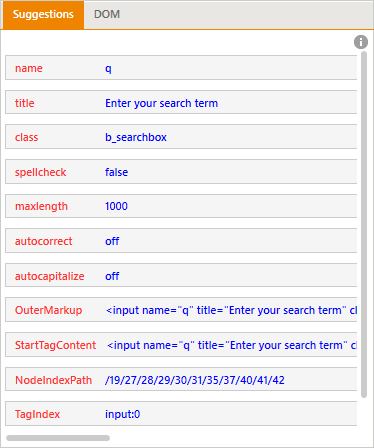 Suggestions DOM
name q
title Enter your search term
class b_searchbox
spellcheck false
maxlength 1000
autocorrect off
autocapitalize off
OuterMarkup <input name="q" title="Enter your search term" cl
StartTagContent <input name="q" title="Enter your search term" cl
NodeIndexPath /19/27/28/29/30/31/35/37/40/41/42
TagIndex input:0